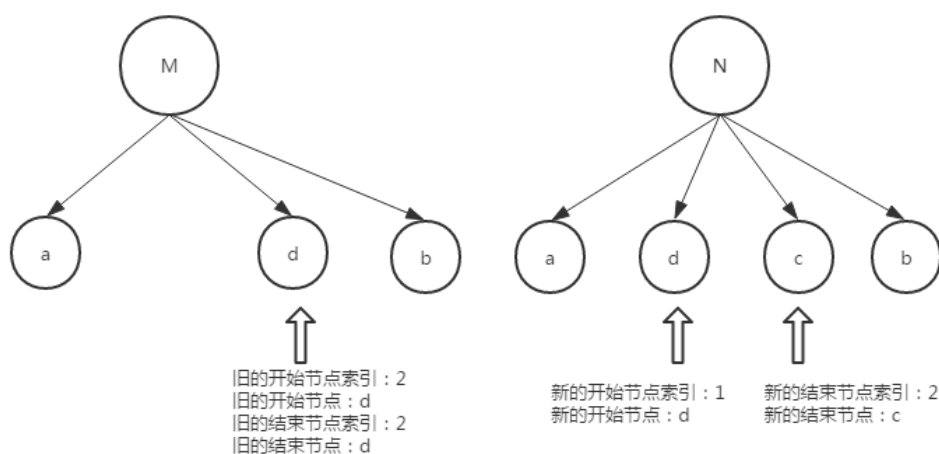 M
N
a
d
b
a
d
c
b
旧的开始节点索引：2
旧的开始节点：d
旧的结束节点索引：2
旧的结束节点：d
新的开始节点索引：1
新的开始节点：d
新的结束节点索引：2
新的结束节点：c